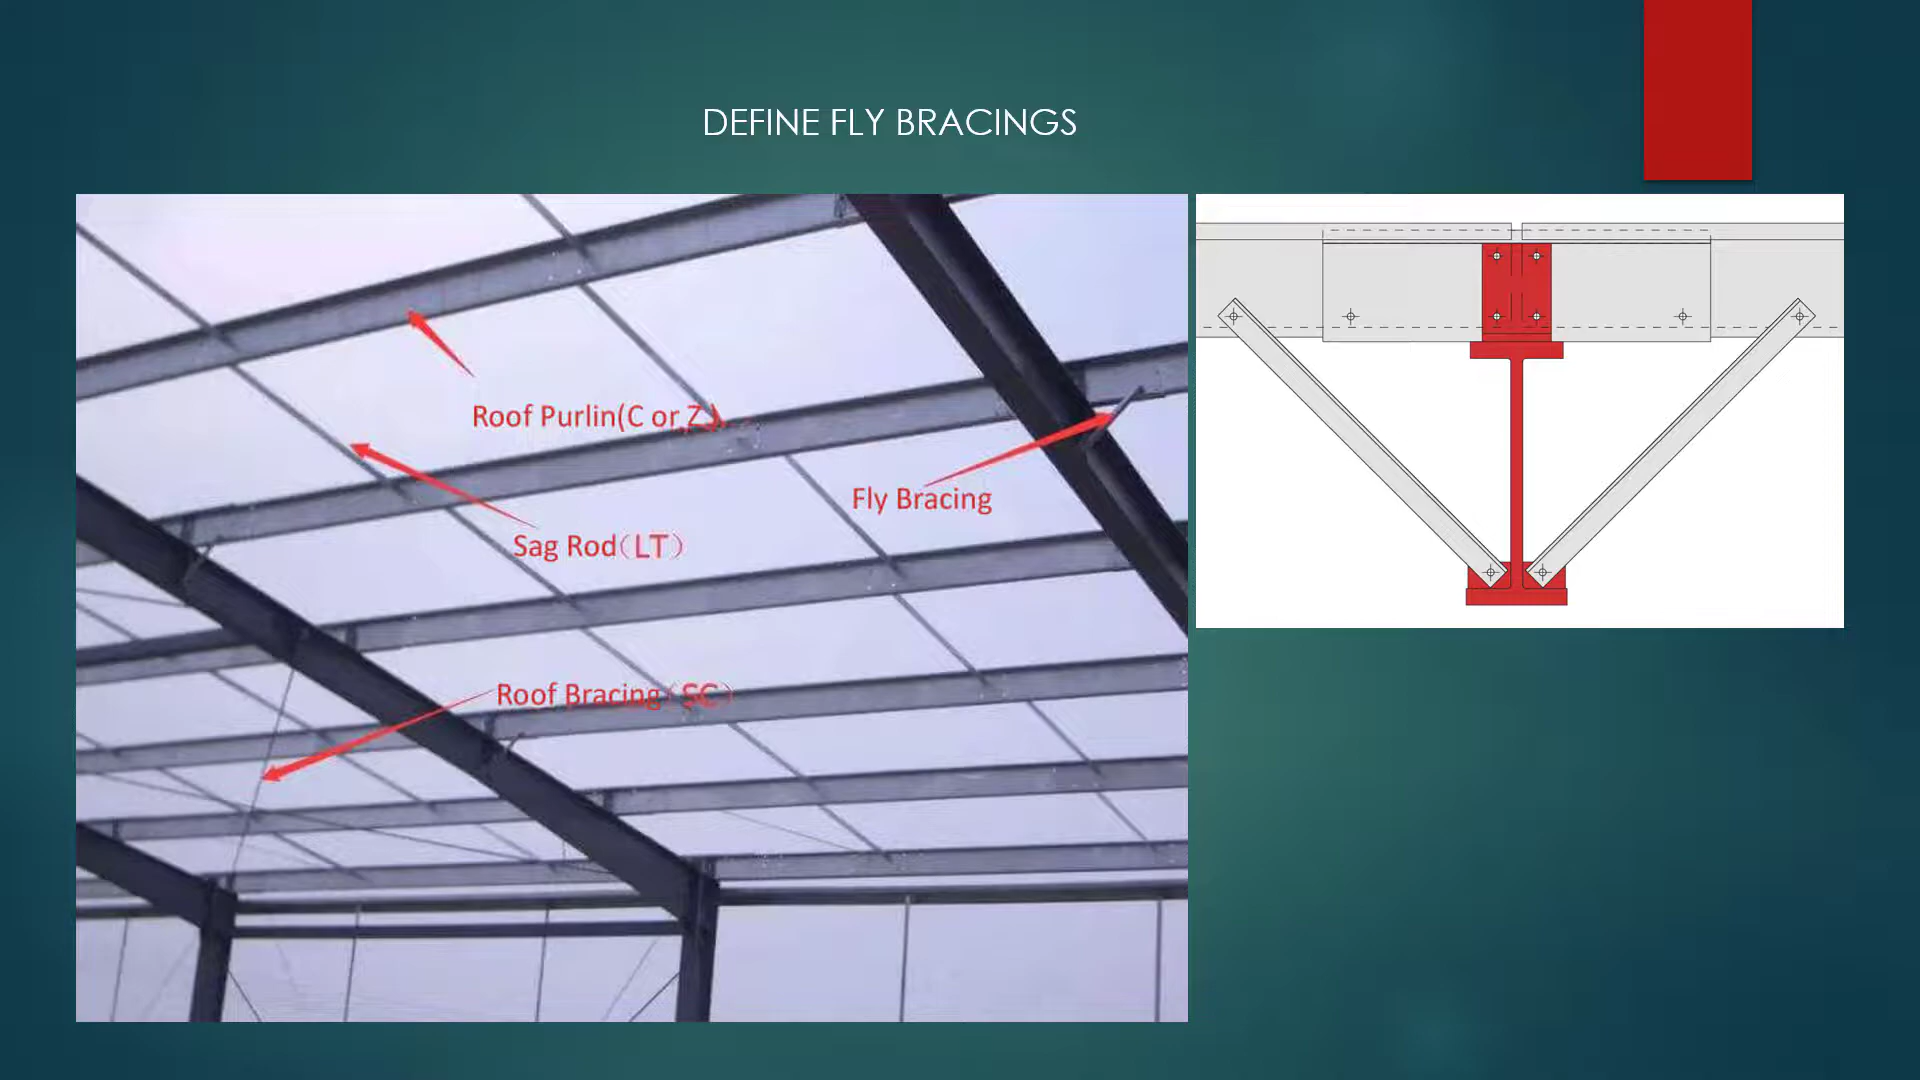 DEFINE FLY BRACINGS
Roof Purlin(C or Z)
Fly Bracing
Sag Rod(LT)
Roof Bracing(SC)